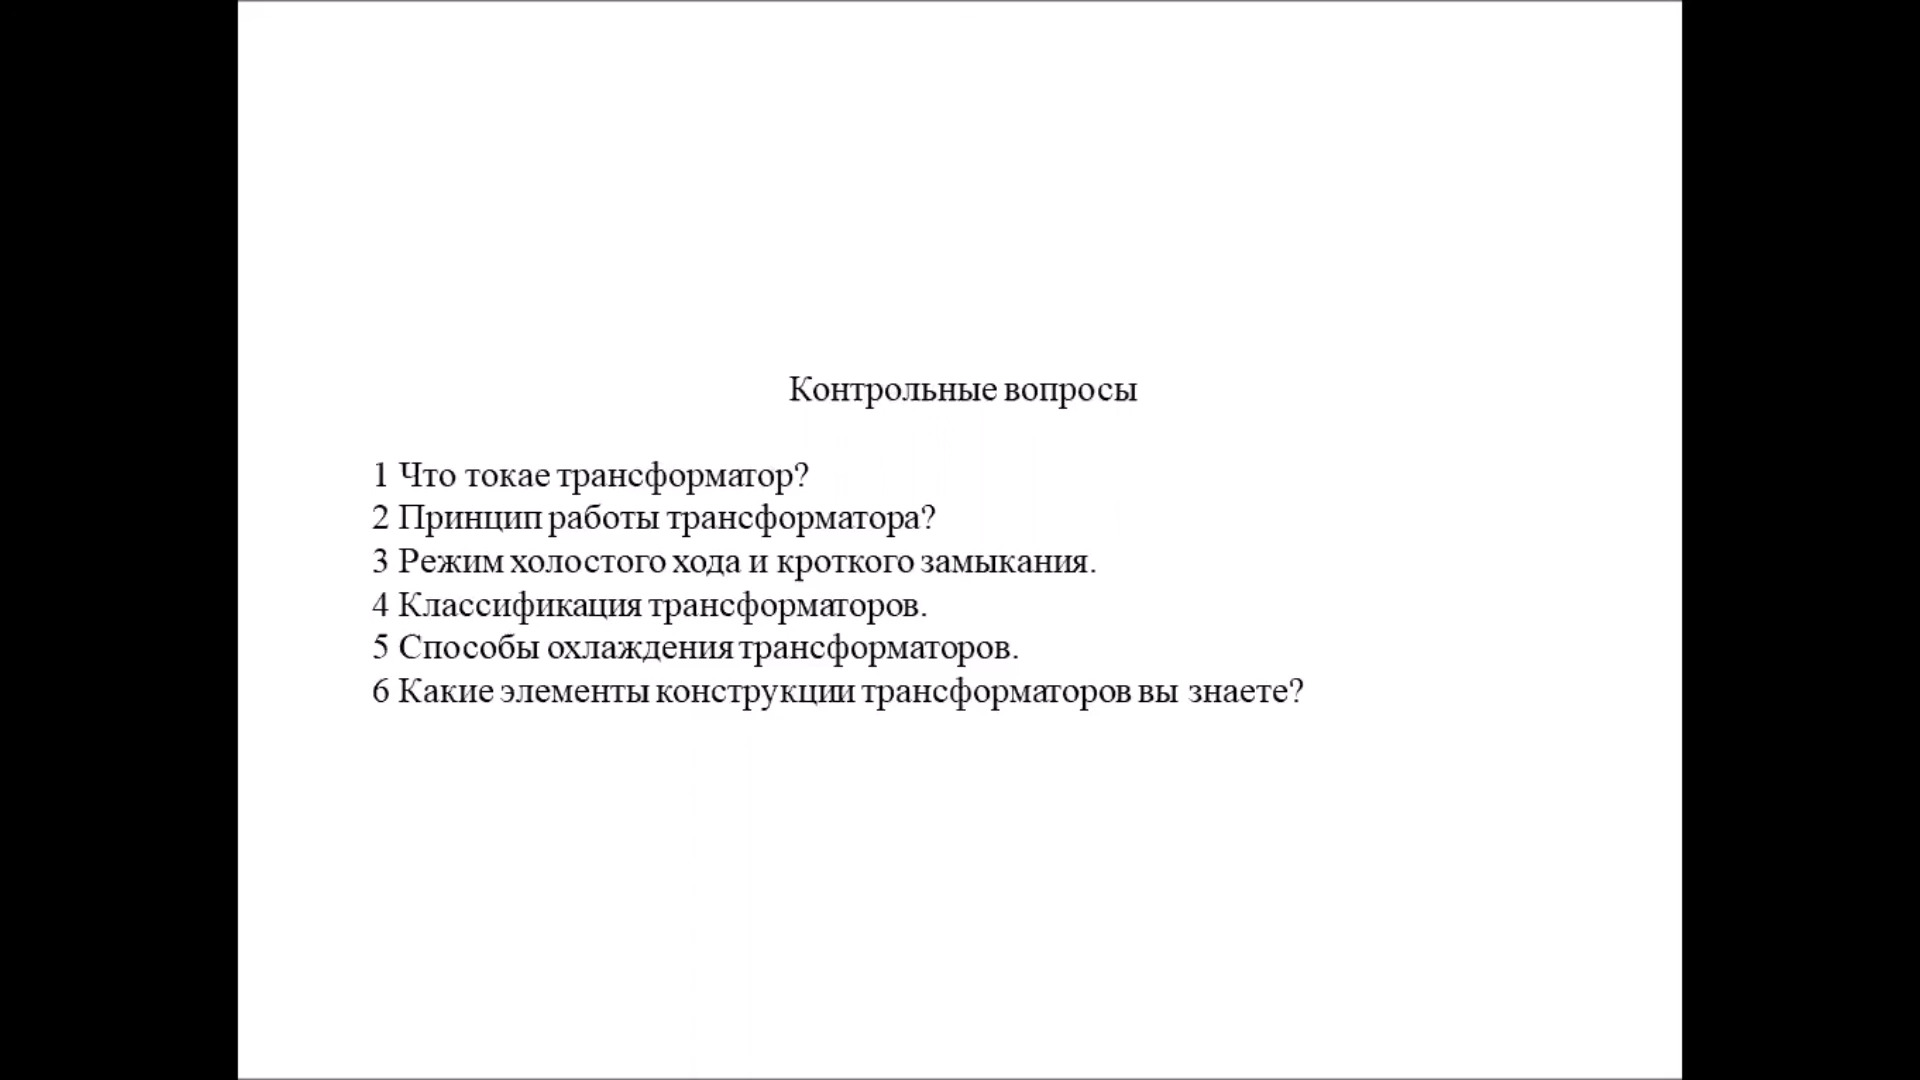 Контрольные вопросы
1 Что токае трансформатор?
2 Принцип работы трансформатора?
3 Режим холостого хода и кроткого замыкания.
4 Классификация трансформаторов.
5 Способы охлаждения трансформаторов.
6 Какие элементы конструкции трансформаторов вы знаете?